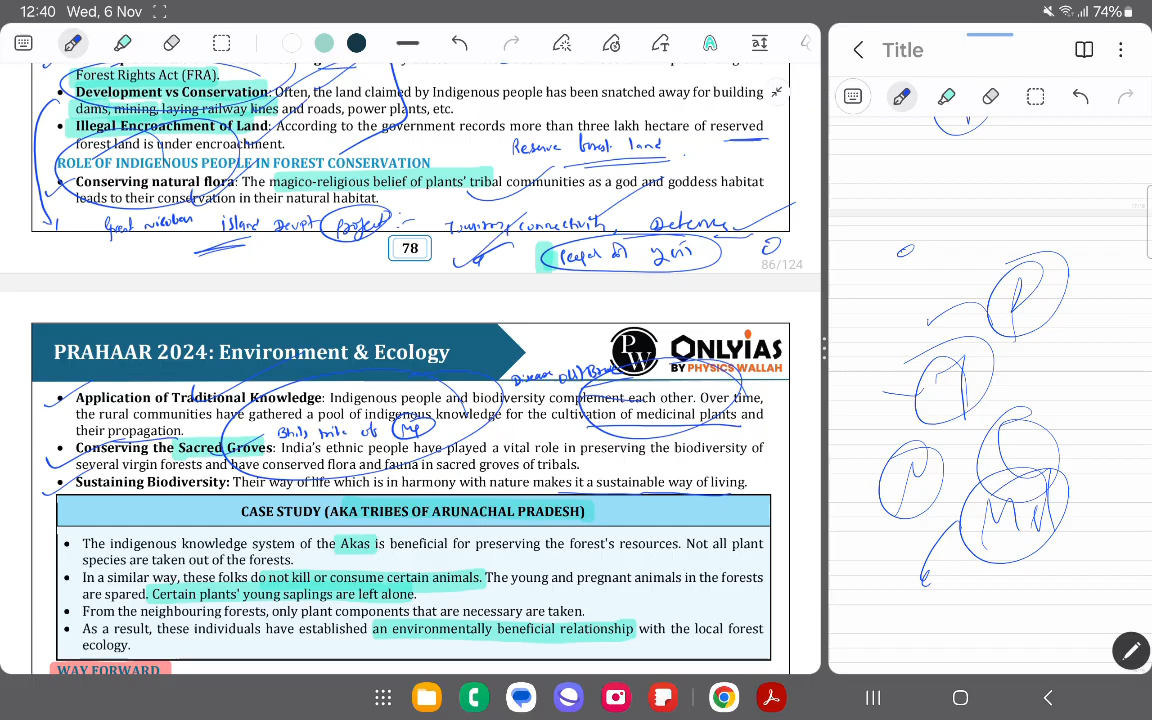 12:40 Wed, 6 Nov
74%
Title
Forest Rights Act (FRA).
• Development vs Conservation: Often, the land claimed by Indigenous people has been snatched away for building
dams, mining, laying railway lines and roads, power plants, etc.
• Illegal Encroachment of Land: According to the government records more than three lakh hectare of reserved
forest land is under encroachment.
Reserve forest land
ROLE OF INDIGENOUS PEOPLE IN FOREST CONSERVATION
Conserving natural flora: The magico-religious belief of plants' tribal communities as a god and goddess habitat
leads to their conservation in their natural habitat.
Great nicobar island Devpt project :- Tourism, connectivity, Defense
78
86/124
PRAHAAR 2024: Environment & Ecology
PW ONLYIAS
BY PHYSICS WALLAH
• Application of Traditional Knowledge: Indigenous people and biodiversity complement each other. Over time,
the rural communities have gathered a pool of indigenous knowledge for the cultivation of medicinal plants and
their propagation.
Bhils tribe of MP
• Conserving the Sacred Groves: India's ethnic people have played a vital role in preserving the biodiversity of
several virgin forests and have conserved flora and fauna in sacred groves of tribals.
• Sustaining Biodiversity: Their way of life which is in harmony with nature makes it a sustainable way of living.
CASE STUDY (AKA TRIBES OF ARUNACHAL PRADESH)
• The indigenous knowledge system of the Akas is beneficial for preserving the forest's resources. Not all plant
species are taken out of the forests.
• In a similar way, these folks do not kill or consume certain animals. The young and pregnant animals in the forests
are spared. Certain plants' young saplings are left alone.
• From the neighbouring forests, only plant components that are necessary are taken.
• As a result, these individuals have established an environmentally beneficial relationship with the local forest
ecology.
WAY FORWARD